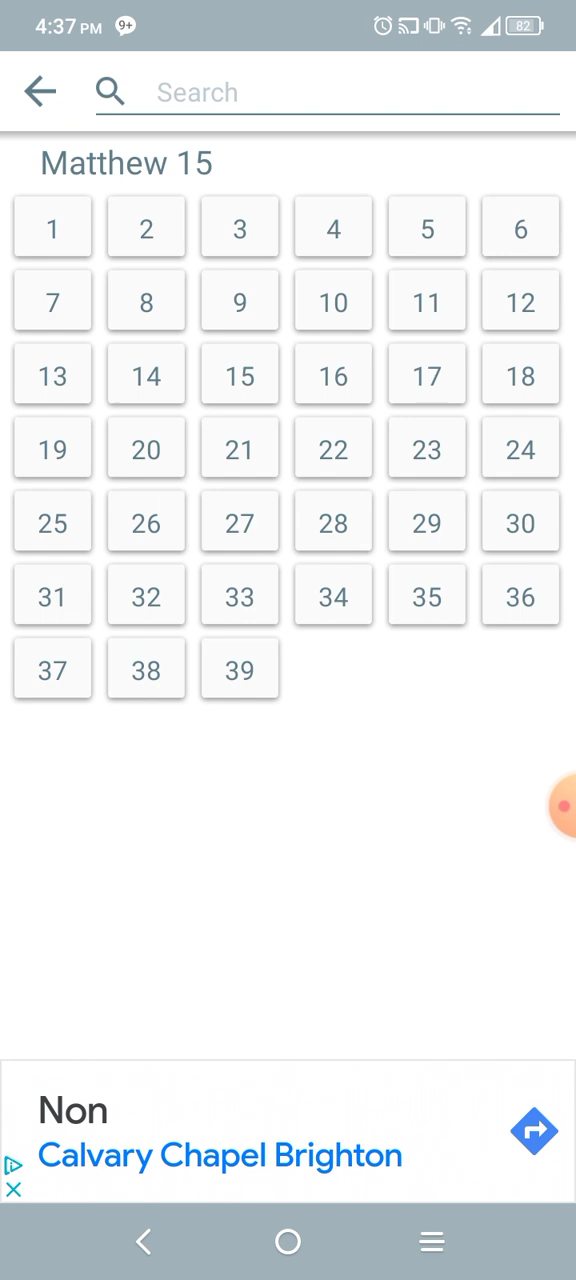 4:37 PM 9+ 82
Search
Matthew 15
1 2 3 4 5 6
7 8 9 10 11 12
13 14 15 16 17 18
19 20 21 22 23 24
25 26 27 28 29 30
31 32 33 34 35 36
37 38 39
Non
Calvary Chapel Brighton